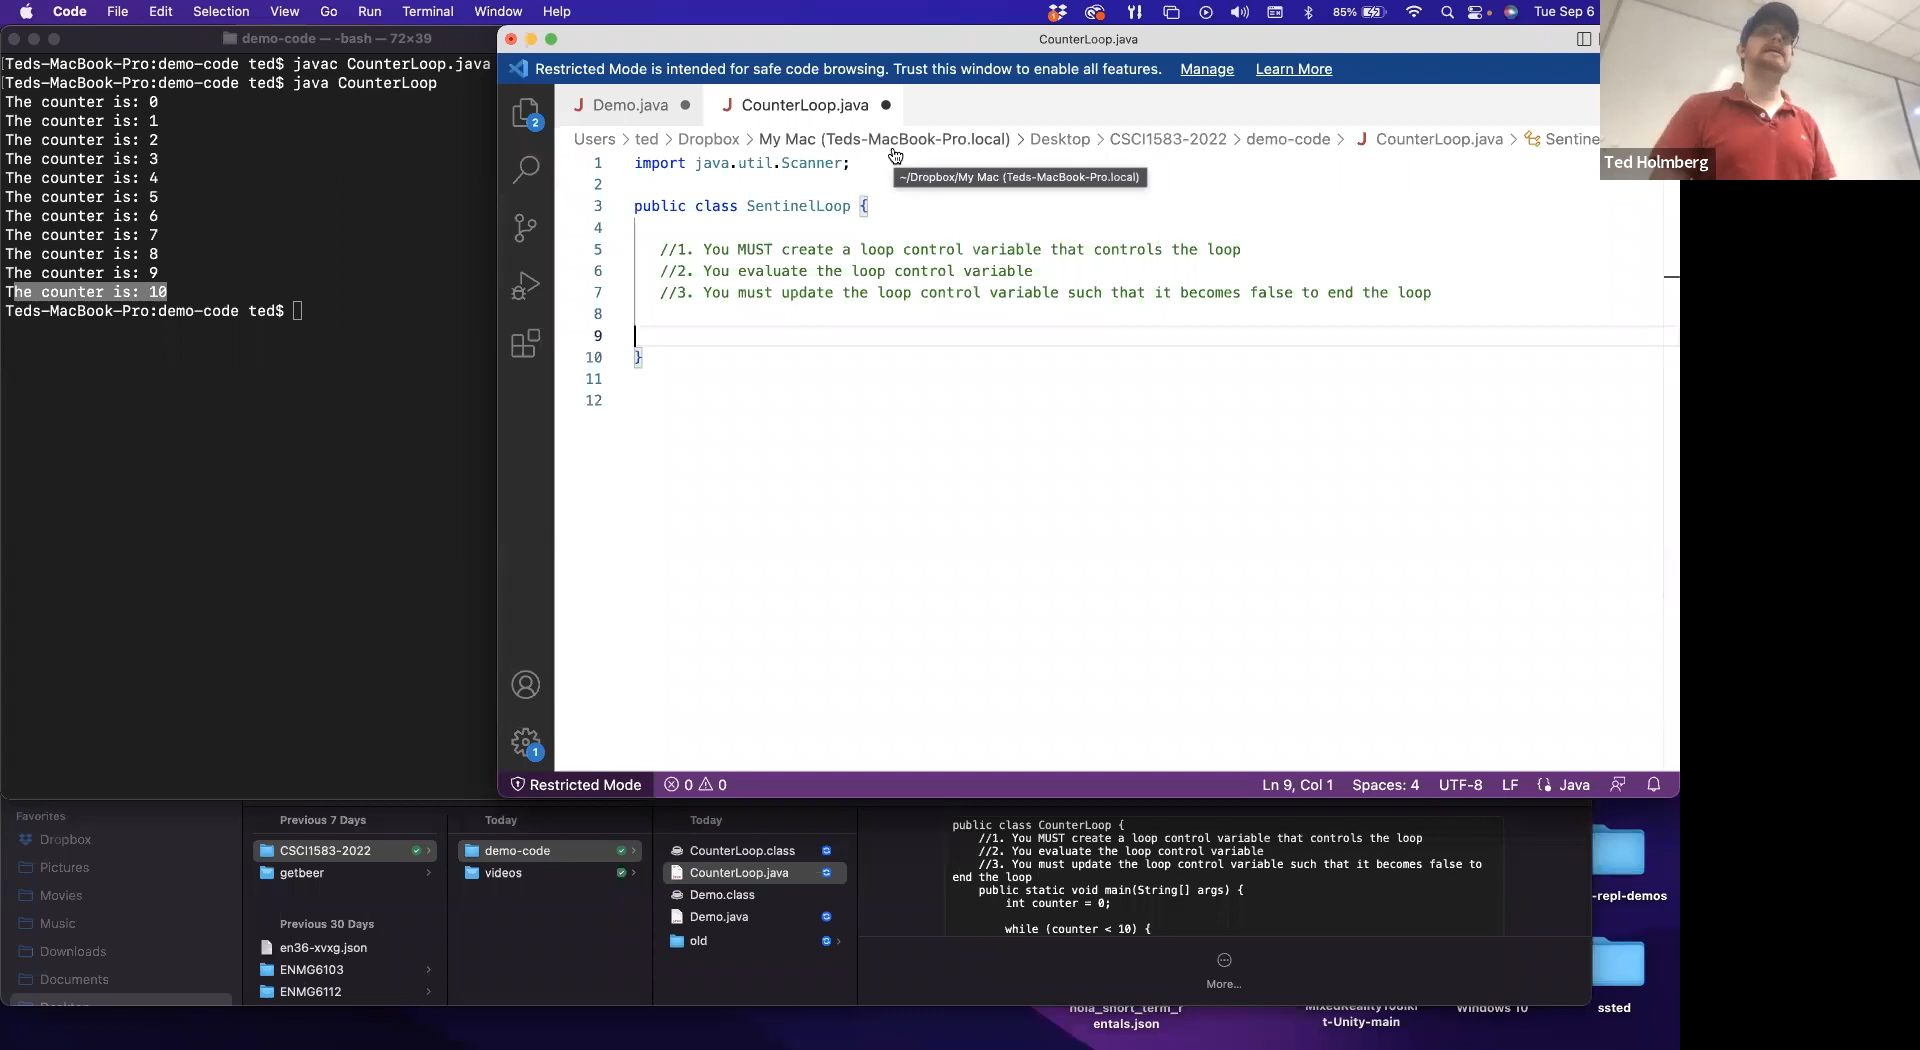 Code File Edit Selection View Go Run Terminal Window Help
85% Tue Sep 6
demo-code — -bash — 72×39
Teds-MacBook-Pro:demo-code ted$ javac CounterLoop.java
Teds-MacBook-Pro:demo-code ted$ java CounterLoop
The counter is: 0
The counter is: 1
The counter is: 2
The counter is: 3
The counter is: 4
The counter is: 5
The counter is: 6
The counter is: 7
The counter is: 8
The counter is: 9
The counter is: 10
Teds-MacBook-Pro:demo-code ted$
CounterLoop.java
Restricted Mode is intended for safe code browsing. Trust this window to enable all features. Manage Learn More
J Demo.java J CounterLoop.java
Users > ted > Dropbox > My Mac (Teds-MacBook-Pro.local) > Desktop > CSCI1583-2022 > demo-code > J CounterLoop.java > Sentine
~/Dropbox/My Mac (Teds-MacBook-Pro.local)
1 import java.util.Scanner;
2
3 public class SentinelLoop {
4
5 //1. You MUST create a loop control variable that controls the loop
6 //2. You evaluate the loop control variable
7 //3. You must update the loop control variable such that it becomes false to end the loop
8
9
10 }
11
12
2
1
Restricted Mode 0 0 Ln 9, Col 1 Spaces: 4 UTF-8 LF Java
Ted Holmberg
Favorites
Dropbox
Pictures
Movies
Music
Downloads
Documents
Previous 7 Days
CSCI1583-2022
getbeer
Previous 30 Days
en36-xvxg.json
ENMG6103
ENMG6112
Today
demo-code
videos
Today
CounterLoop.class
CounterLoop.java
Demo.class
Demo.java
old
public class CounterLoop {
//1. You MUST create a loop control variable that controls the loop
//2. You evaluate the loop control variable
//3. You must update the loop control variable such that it becomes false to
end the loop
public static void main(String[] args) {
int counter = 0;
while (counter < 10) {
More...
-repl-demos
nola_short_term_r
entals.json
MixedRealityToolki
t-Unity-main
Windows 10
ssted